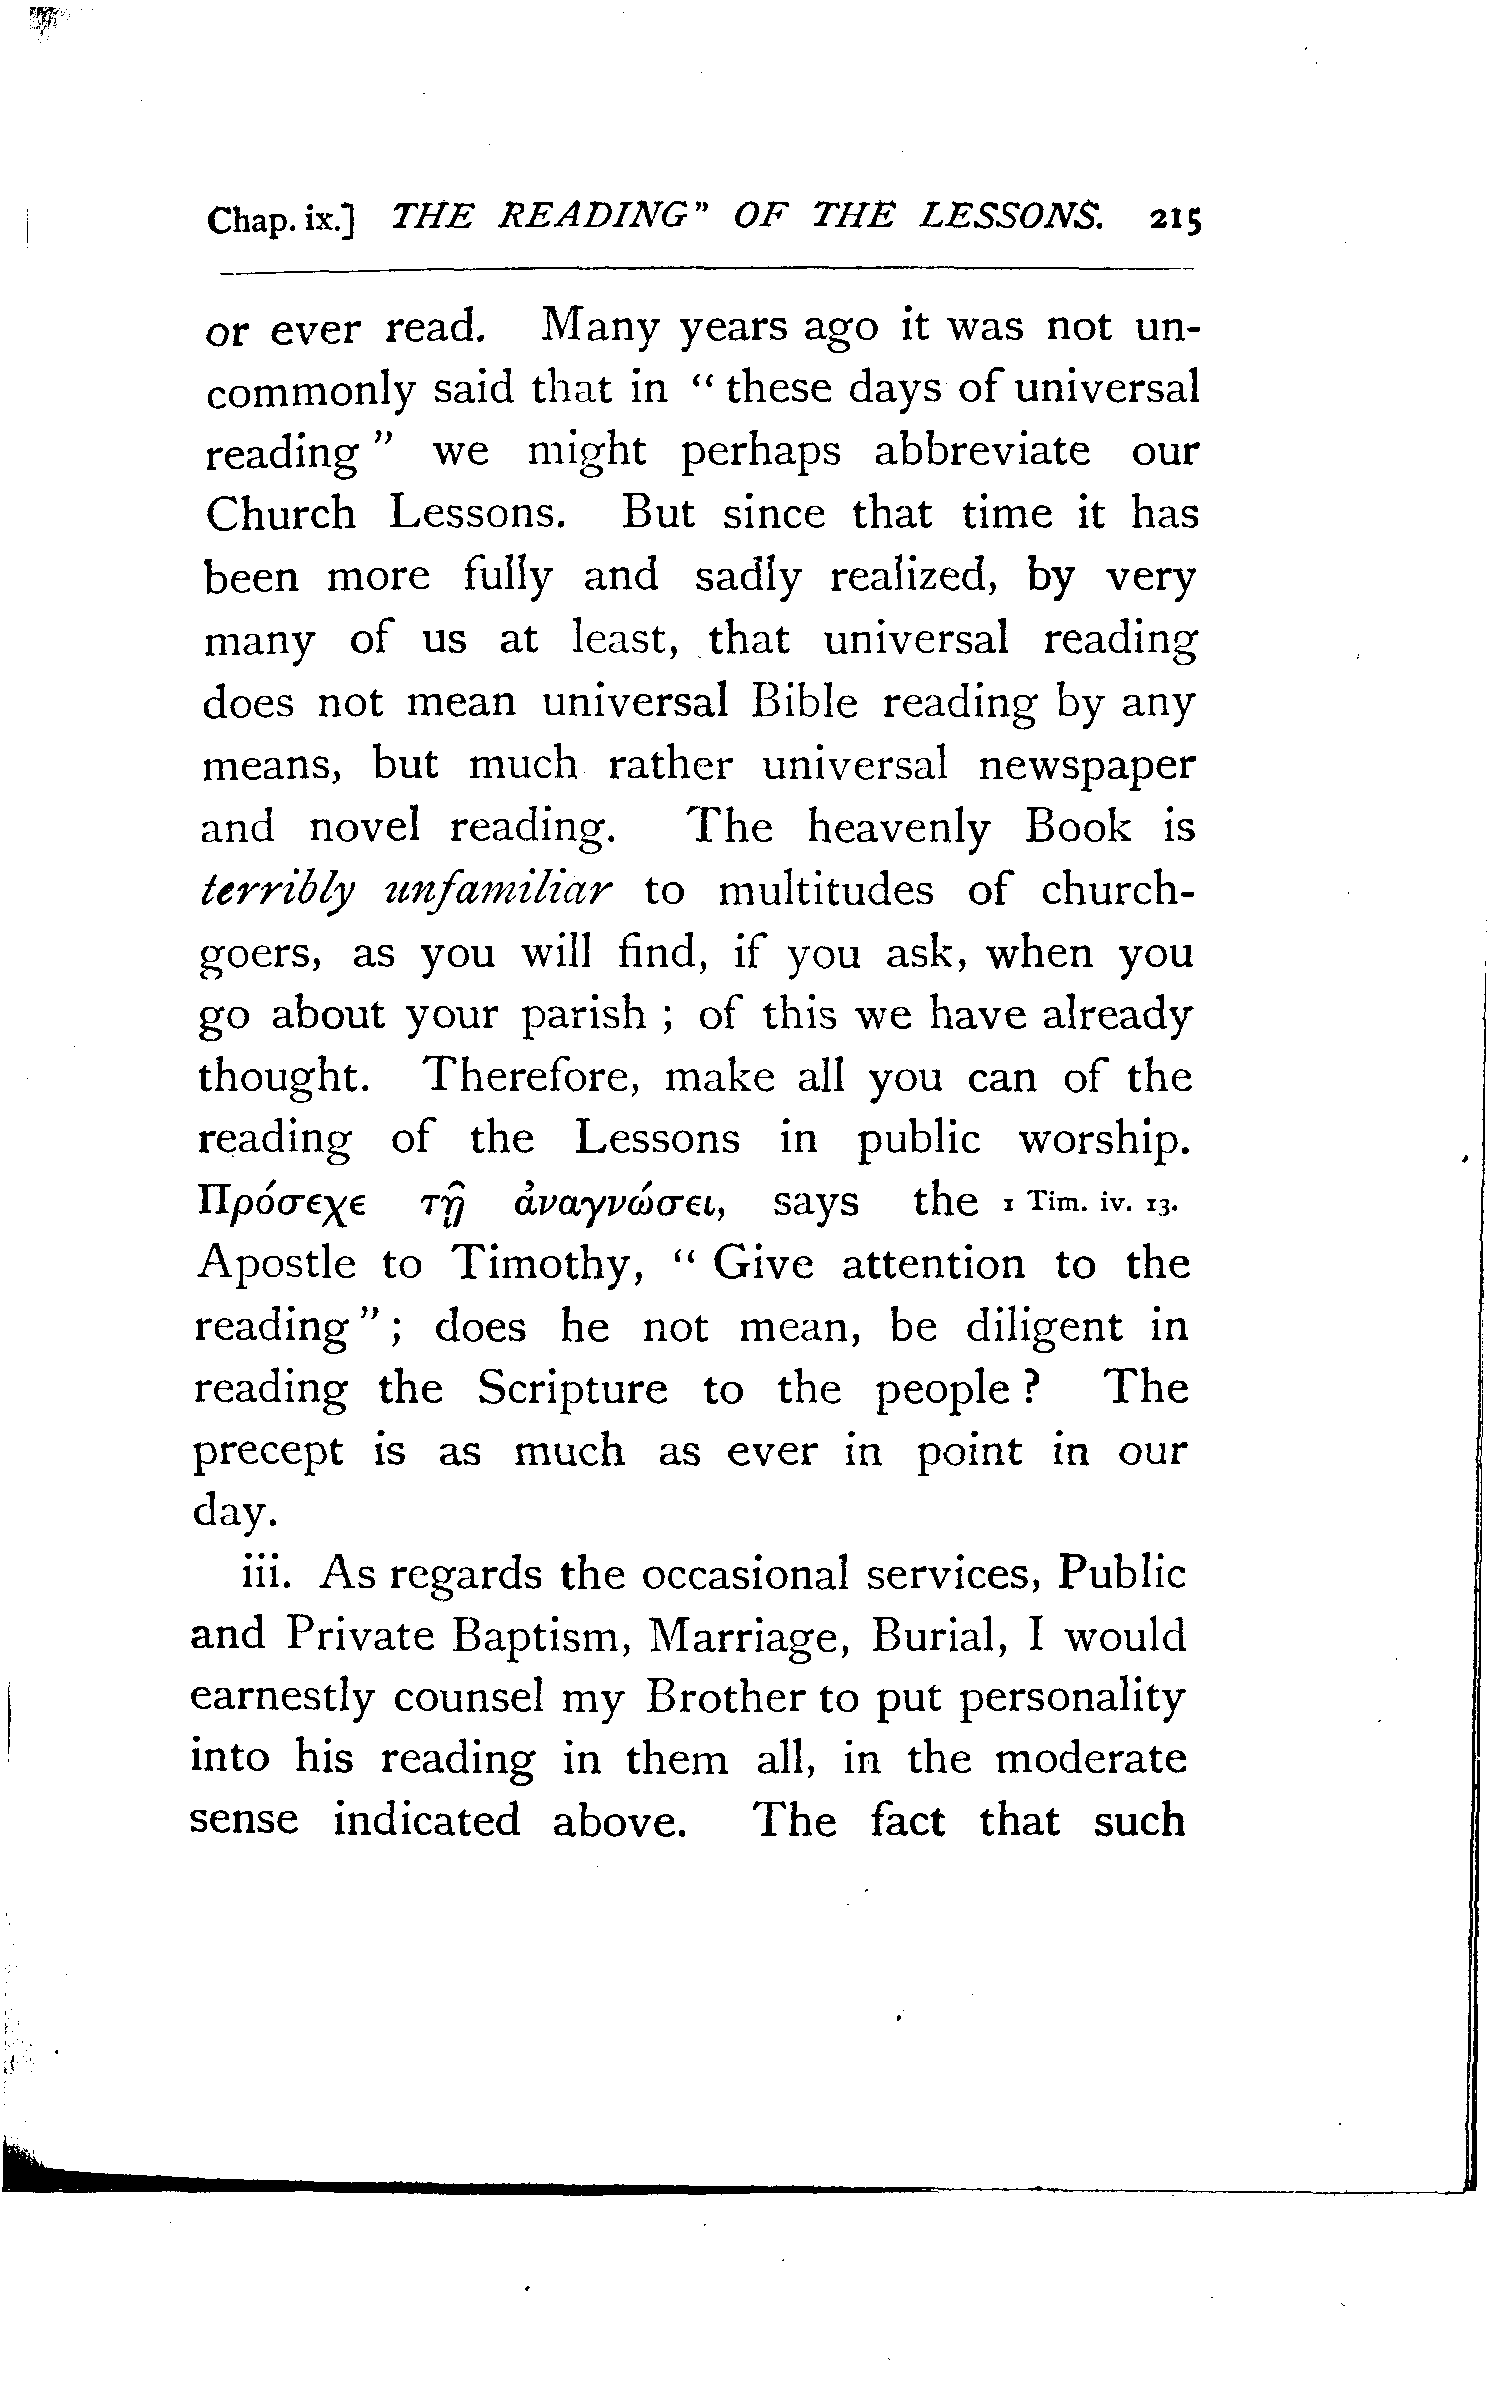 Chap. ix.] THE READING" OF THE LESSONS. 215
or ever read. Many years ago it was not un-
commonly said that in “ these days of universal
reading ” we might perhaps abbreviate our
Church Lessons. But since that time it has
been more fully and sadly realized, by very
many of us at least, that universal reading
does not mean universal Bible reading by any
means, but much rather universal newspaper
and novel reading. The heavenly Book is
terribly unfamiliar to multitudes of church-
goers, as you will find, if you ask, when you
go about your parish ; of this we have already
thought. Therefore, make all you can of the
reading of the Lessons in public worship.
Πρόσεχε τῇ ἀναγνώσει, says the 1 Tim. iv. 13.
Apostle to Timothy, “ Give attention to the
reading ” ; does he not mean, be diligent in
reading the Scripture to the people ? The
precept is as much as ever in point in our
day.
iii. As regards the occasional services, Public
and Private Baptism, Marriage, Burial, I would
earnestly counsel my Brother to put personality
into his reading in them all, in the moderate
sense indicated above. The fact that such